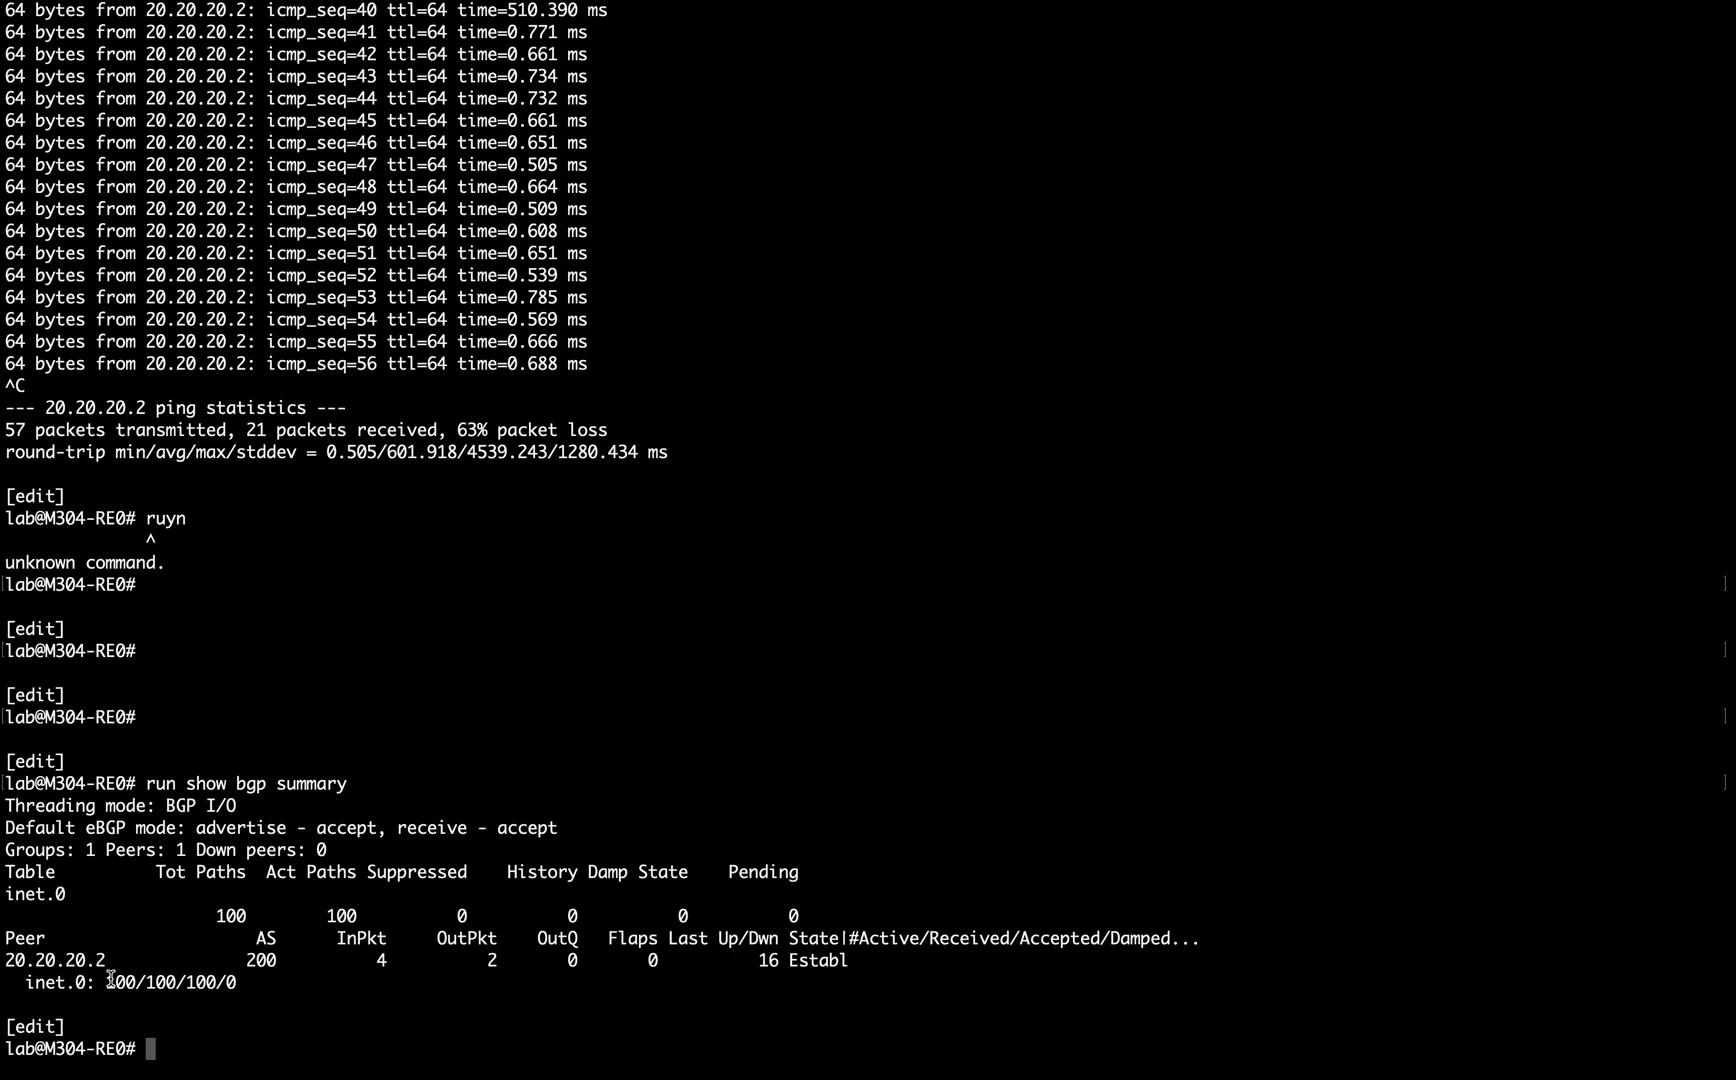 64 bytes from 20.20.20.2: icmp_seq=40 ttl=64 time=510.390 ms
64 bytes from 20.20.20.2: icmp_seq=41 ttl=64 time=0.771 ms
64 bytes from 20.20.20.2: icmp_seq=42 ttl=64 time=0.661 ms
64 bytes from 20.20.20.2: icmp_seq=43 ttl=64 time=0.734 ms
64 bytes from 20.20.20.2: icmp_seq=44 ttl=64 time=0.732 ms
64 bytes from 20.20.20.2: icmp_seq=45 ttl=64 time=0.661 ms
64 bytes from 20.20.20.2: icmp_seq=46 ttl=64 time=0.651 ms
64 bytes from 20.20.20.2: icmp_seq=47 ttl=64 time=0.505 ms
64 bytes from 20.20.20.2: icmp_seq=48 ttl=64 time=0.664 ms
64 bytes from 20.20.20.2: icmp_seq=49 ttl=64 time=0.509 ms
64 bytes from 20.20.20.2: icmp_seq=50 ttl=64 time=0.608 ms
64 bytes from 20.20.20.2: icmp_seq=51 ttl=64 time=0.651 ms
64 bytes from 20.20.20.2: icmp_seq=52 ttl=64 time=0.539 ms
64 bytes from 20.20.20.2: icmp_seq=53 ttl=64 time=0.785 ms
64 bytes from 20.20.20.2: icmp_seq=54 ttl=64 time=0.569 ms
64 bytes from 20.20.20.2: icmp_seq=55 ttl=64 time=0.666 ms
64 bytes from 20.20.20.2: icmp_seq=56 ttl=64 time=0.688 ms
^C
--- 20.20.20.2 ping statistics ---
57 packets transmitted, 21 packets received, 63% packet loss
round-trip min/avg/max/stddev = 0.505/601.918/4539.243/1280.434 ms
[edit]
lab@M304-RE0# ruyn
^
unknown command.
[lab@M304-RE0# ]
[edit]
[lab@M304-RE0# ]
[edit]
[lab@M304-RE0# ]
[edit]
[lab@M304-RE0# run show bgp summary ]
Threading mode: BGP I/O
Default eBGP mode: advertise - accept, receive - accept
Groups: 1 Peers: 1 Down peers: 0
Table Tot Paths Act Paths Suppressed History Damp State Pending
inet.0
100 100 0 0 0 0
Peer AS InPkt OutPkt OutQ Flaps Last Up/Dwn State|#Active/Received/Accepted/Damped...
20.20.20.2 200 4 2 0 0 16 Establ
inet.0: 100/100/100/0
[edit]
lab@M304-RE0#